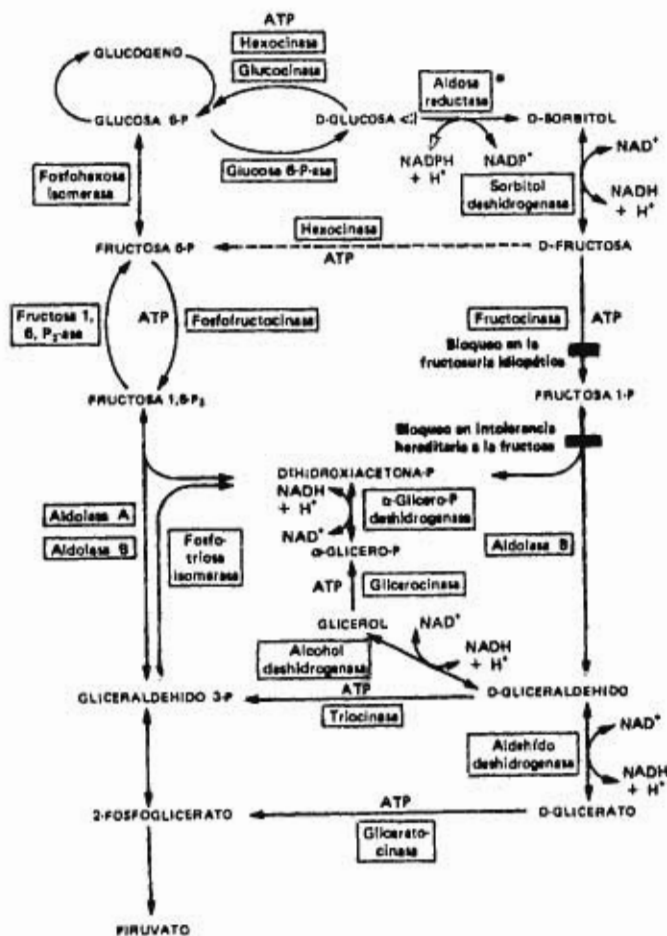 ATP
Hexocinasa
Glucocinasa
GLUCOGENO
GLUCOSA 6-P
D-GLUCOSA
Aldosa
reductasa *
D-SORBITOL
Glucosa 6-P-asa
NADPH
+ H⁺
NADP⁺
NAD⁺
NADH
+ H⁺
Fosfohexosa
isomerasa
Sorbitol
deshidrogenasa
FRUCTOSA 6-P
Hexocinasa
ATP
D-FRUCTOSA
Fructosa 1,
6, P₂-asa
ATP
Fosfofructocinasa
Fructocinasa
ATP
Bloqueo en la
fructosuria idiopática
FRUCTOSA 1,6-P₂
FRUCTOSA 1-P
Bloqueo en intolerancia
hereditaria a la fructosa
DIHIDROXIACETONA-P
NADH
+ H⁺
NAD⁺
α-Glicero-P
deshidrogenasa
α-GLICERO-P
Aldolasa A
Aldolasa B
Fosfo-
triosa
isomerasa
Aldolasa B
ATP
Glicerocinasa
GLICEROL
NAD⁺
NADH
+ H⁺
Alcohol
deshidrogenasa
GLICERALDEHIDO 3-P
ATP
Triocinasa
D-GLICERALDEHIDO
Aldehído
deshidrogenasa
NAD⁺
NADH
+ H⁺
2-FOSFOGLICERATO
ATP
Glicerato-
cinasa
D-GLICERATO
PIRUVATO